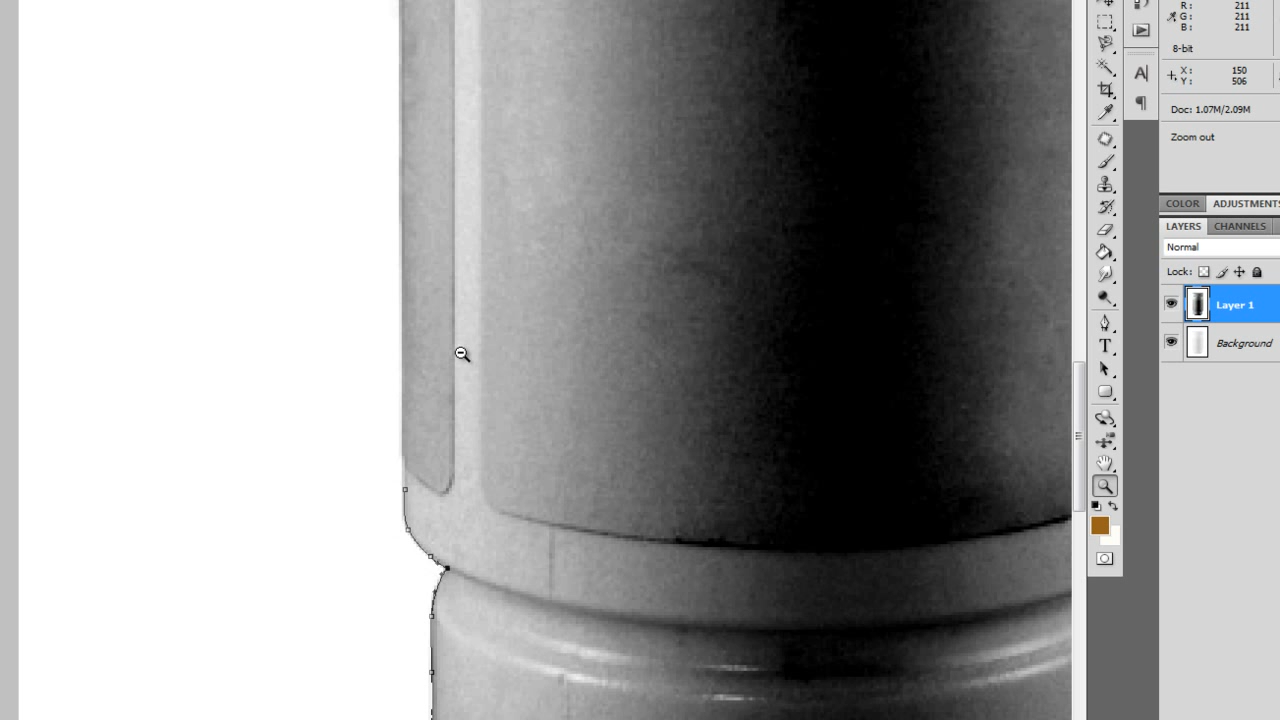 R: 211
G: 211
B: 211
8-bit
X: 150
Y: 506
Doc: 1.07M/2.09M
Zoom out
COLOR ADJUSTMENTS
LAYERS CHANNELS
Normal
Lock:
Layer 1
Background